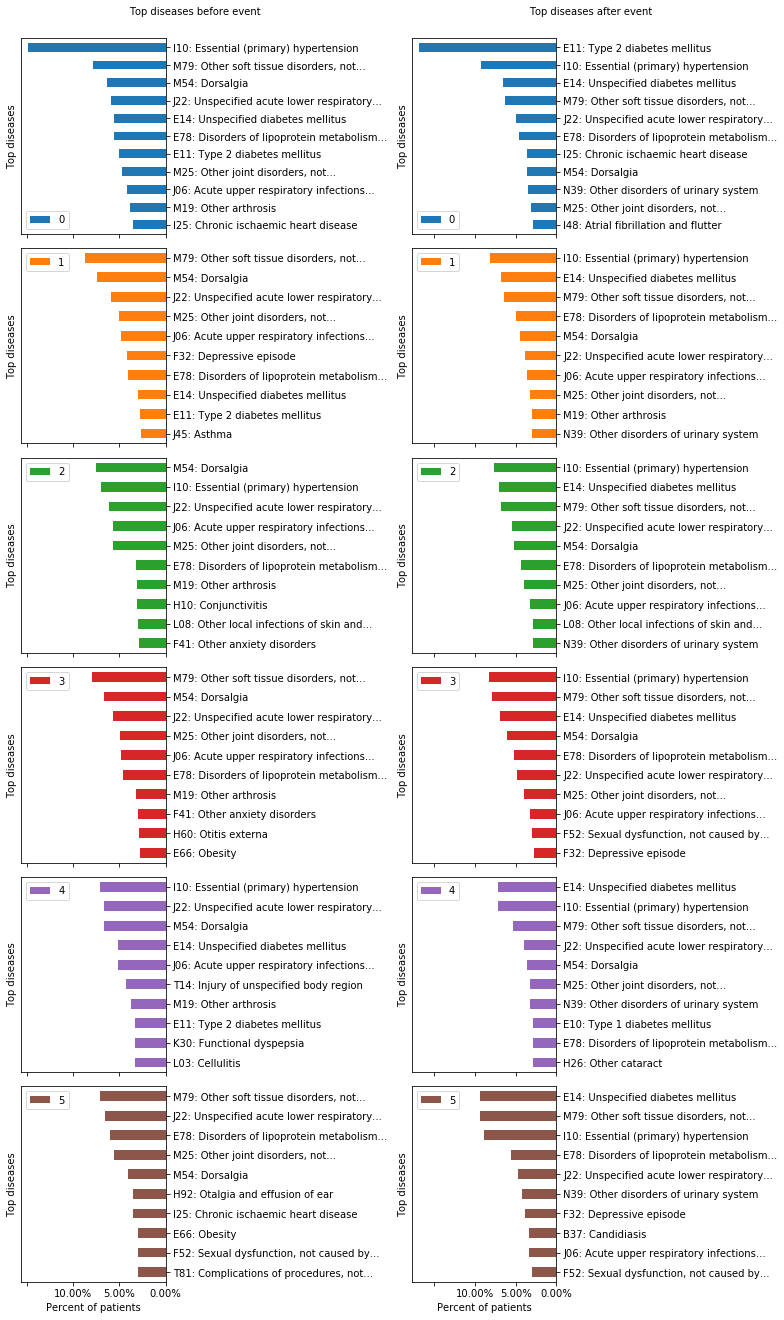 Top diseases before event
Top diseases
0
I10: Essential (primary) hypertension
M79: Other soft tissue disorders, not...
M54: Dorsalgia
J22: Unspecified acute lower respiratory...
E14: Unspecified diabetes mellitus
E78: Disorders of lipoprotein metabolism...
E11: Type 2 diabetes mellitus
M25: Other joint disorders, not...
J06: Acute upper respiratory infections...
M19: Other arthrosis
I25: Chronic ischaemic heart disease
Top diseases
1
M79: Other soft tissue disorders, not...
M54: Dorsalgia
J22: Unspecified acute lower respiratory...
M25: Other joint disorders, not...
J06: Acute upper respiratory infections...
F32: Depressive episode
E78: Disorders of lipoprotein metabolism...
E14: Unspecified diabetes mellitus
E11: Type 2 diabetes mellitus
J45: Asthma
Top diseases
2
M54: Dorsalgia
I10: Essential (primary) hypertension
J22: Unspecified acute lower respiratory...
J06: Acute upper respiratory infections...
M25: Other joint disorders, not...
E78: Disorders of lipoprotein metabolism...
M19: Other arthrosis
H10: Conjunctivitis
L08: Other local infections of skin and...
F41: Other anxiety disorders
Top diseases
3
M79: Other soft tissue disorders, not...
M54: Dorsalgia
J22: Unspecified acute lower respiratory...
M25: Other joint disorders, not...
J06: Acute upper respiratory infections...
E78: Disorders of lipoprotein metabolism...
M19: Other arthrosis
F41: Other anxiety disorders
H60: Otitis externa
E66: Obesity
Top diseases
4
I10: Essential (primary) hypertension
J22: Unspecified acute lower respiratory...
M54: Dorsalgia
E14: Unspecified diabetes mellitus
J06: Acute upper respiratory infections...
T14: Injury of unspecified body region
M19: Other arthrosis
E11: Type 2 diabetes mellitus
K30: Functional dyspepsia
L03: Cellulitis
Top diseases
5
M79: Other soft tissue disorders, not...
J22: Unspecified acute lower respiratory...
E78: Disorders of lipoprotein metabolism...
M25: Other joint disorders, not...
M54: Dorsalgia
H92: Otalgia and effusion of ear
I25: Chronic ischaemic heart disease
E66: Obesity
F52: Sexual dysfunction, not caused by...
T81: Complications of procedures, not...
10.00% 5.00% 0.00%
Percent of patients
Top diseases after event
Top diseases
0
E11: Type 2 diabetes mellitus
I10: Essential (primary) hypertension
E14: Unspecified diabetes mellitus
M79: Other soft tissue disorders, not...
J22: Unspecified acute lower respiratory...
E78: Disorders of lipoprotein metabolism...
I25: Chronic ischaemic heart disease
M54: Dorsalgia
N39: Other disorders of urinary system
M25: Other joint disorders, not...
I48: Atrial fibrillation and flutter
Top diseases
1
I10: Essential (primary) hypertension
E14: Unspecified diabetes mellitus
M79: Other soft tissue disorders, not...
E78: Disorders of lipoprotein metabolism...
M54: Dorsalgia
J22: Unspecified acute lower respiratory...
J06: Acute upper respiratory infections...
M25: Other joint disorders, not...
M19: Other arthrosis
N39: Other disorders of urinary system
Top diseases
2
I10: Essential (primary) hypertension
E14: Unspecified diabetes mellitus
M79: Other soft tissue disorders, not...
J22: Unspecified acute lower respiratory...
M54: Dorsalgia
E78: Disorders of lipoprotein metabolism...
M25: Other joint disorders, not...
J06: Acute upper respiratory infections...
L08: Other local infections of skin and...
N39: Other disorders of urinary system
Top diseases
3
I10: Essential (primary) hypertension
M79: Other soft tissue disorders, not...
E14: Unspecified diabetes mellitus
M54: Dorsalgia
E78: Disorders of lipoprotein metabolism...
J22: Unspecified acute lower respiratory...
M25: Other joint disorders, not...
J06: Acute upper respiratory infections...
F52: Sexual dysfunction, not caused by...
F32: Depressive episode
Top diseases
4
E14: Unspecified diabetes mellitus
I10: Essential (primary) hypertension
M79: Other soft tissue disorders, not...
J22: Unspecified acute lower respiratory...
M54: Dorsalgia
M25: Other joint disorders, not...
N39: Other disorders of urinary system
E10: Type 1 diabetes mellitus
E78: Disorders of lipoprotein metabolism...
H26: Other cataract
Top diseases
5
E14: Unspecified diabetes mellitus
M79: Other soft tissue disorders, not...
I10: Essential (primary) hypertension
E78: Disorders of lipoprotein metabolism...
J22: Unspecified acute lower respiratory...
N39: Other disorders of urinary system
F32: Depressive episode
B37: Candidiasis
J06: Acute upper respiratory infections...
F52: Sexual dysfunction, not caused by...
10.00% 5.00% 0.00%
Percent of patients